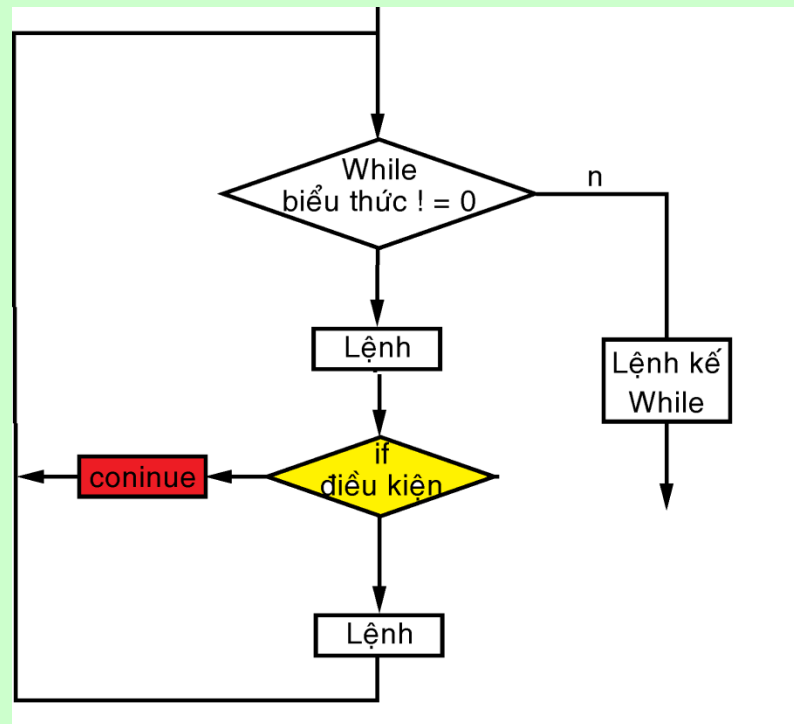 While
biểu thức ! = 0
n
Lệnh
Lệnh kế
While
if
điều kiện
coninue
Lệnh